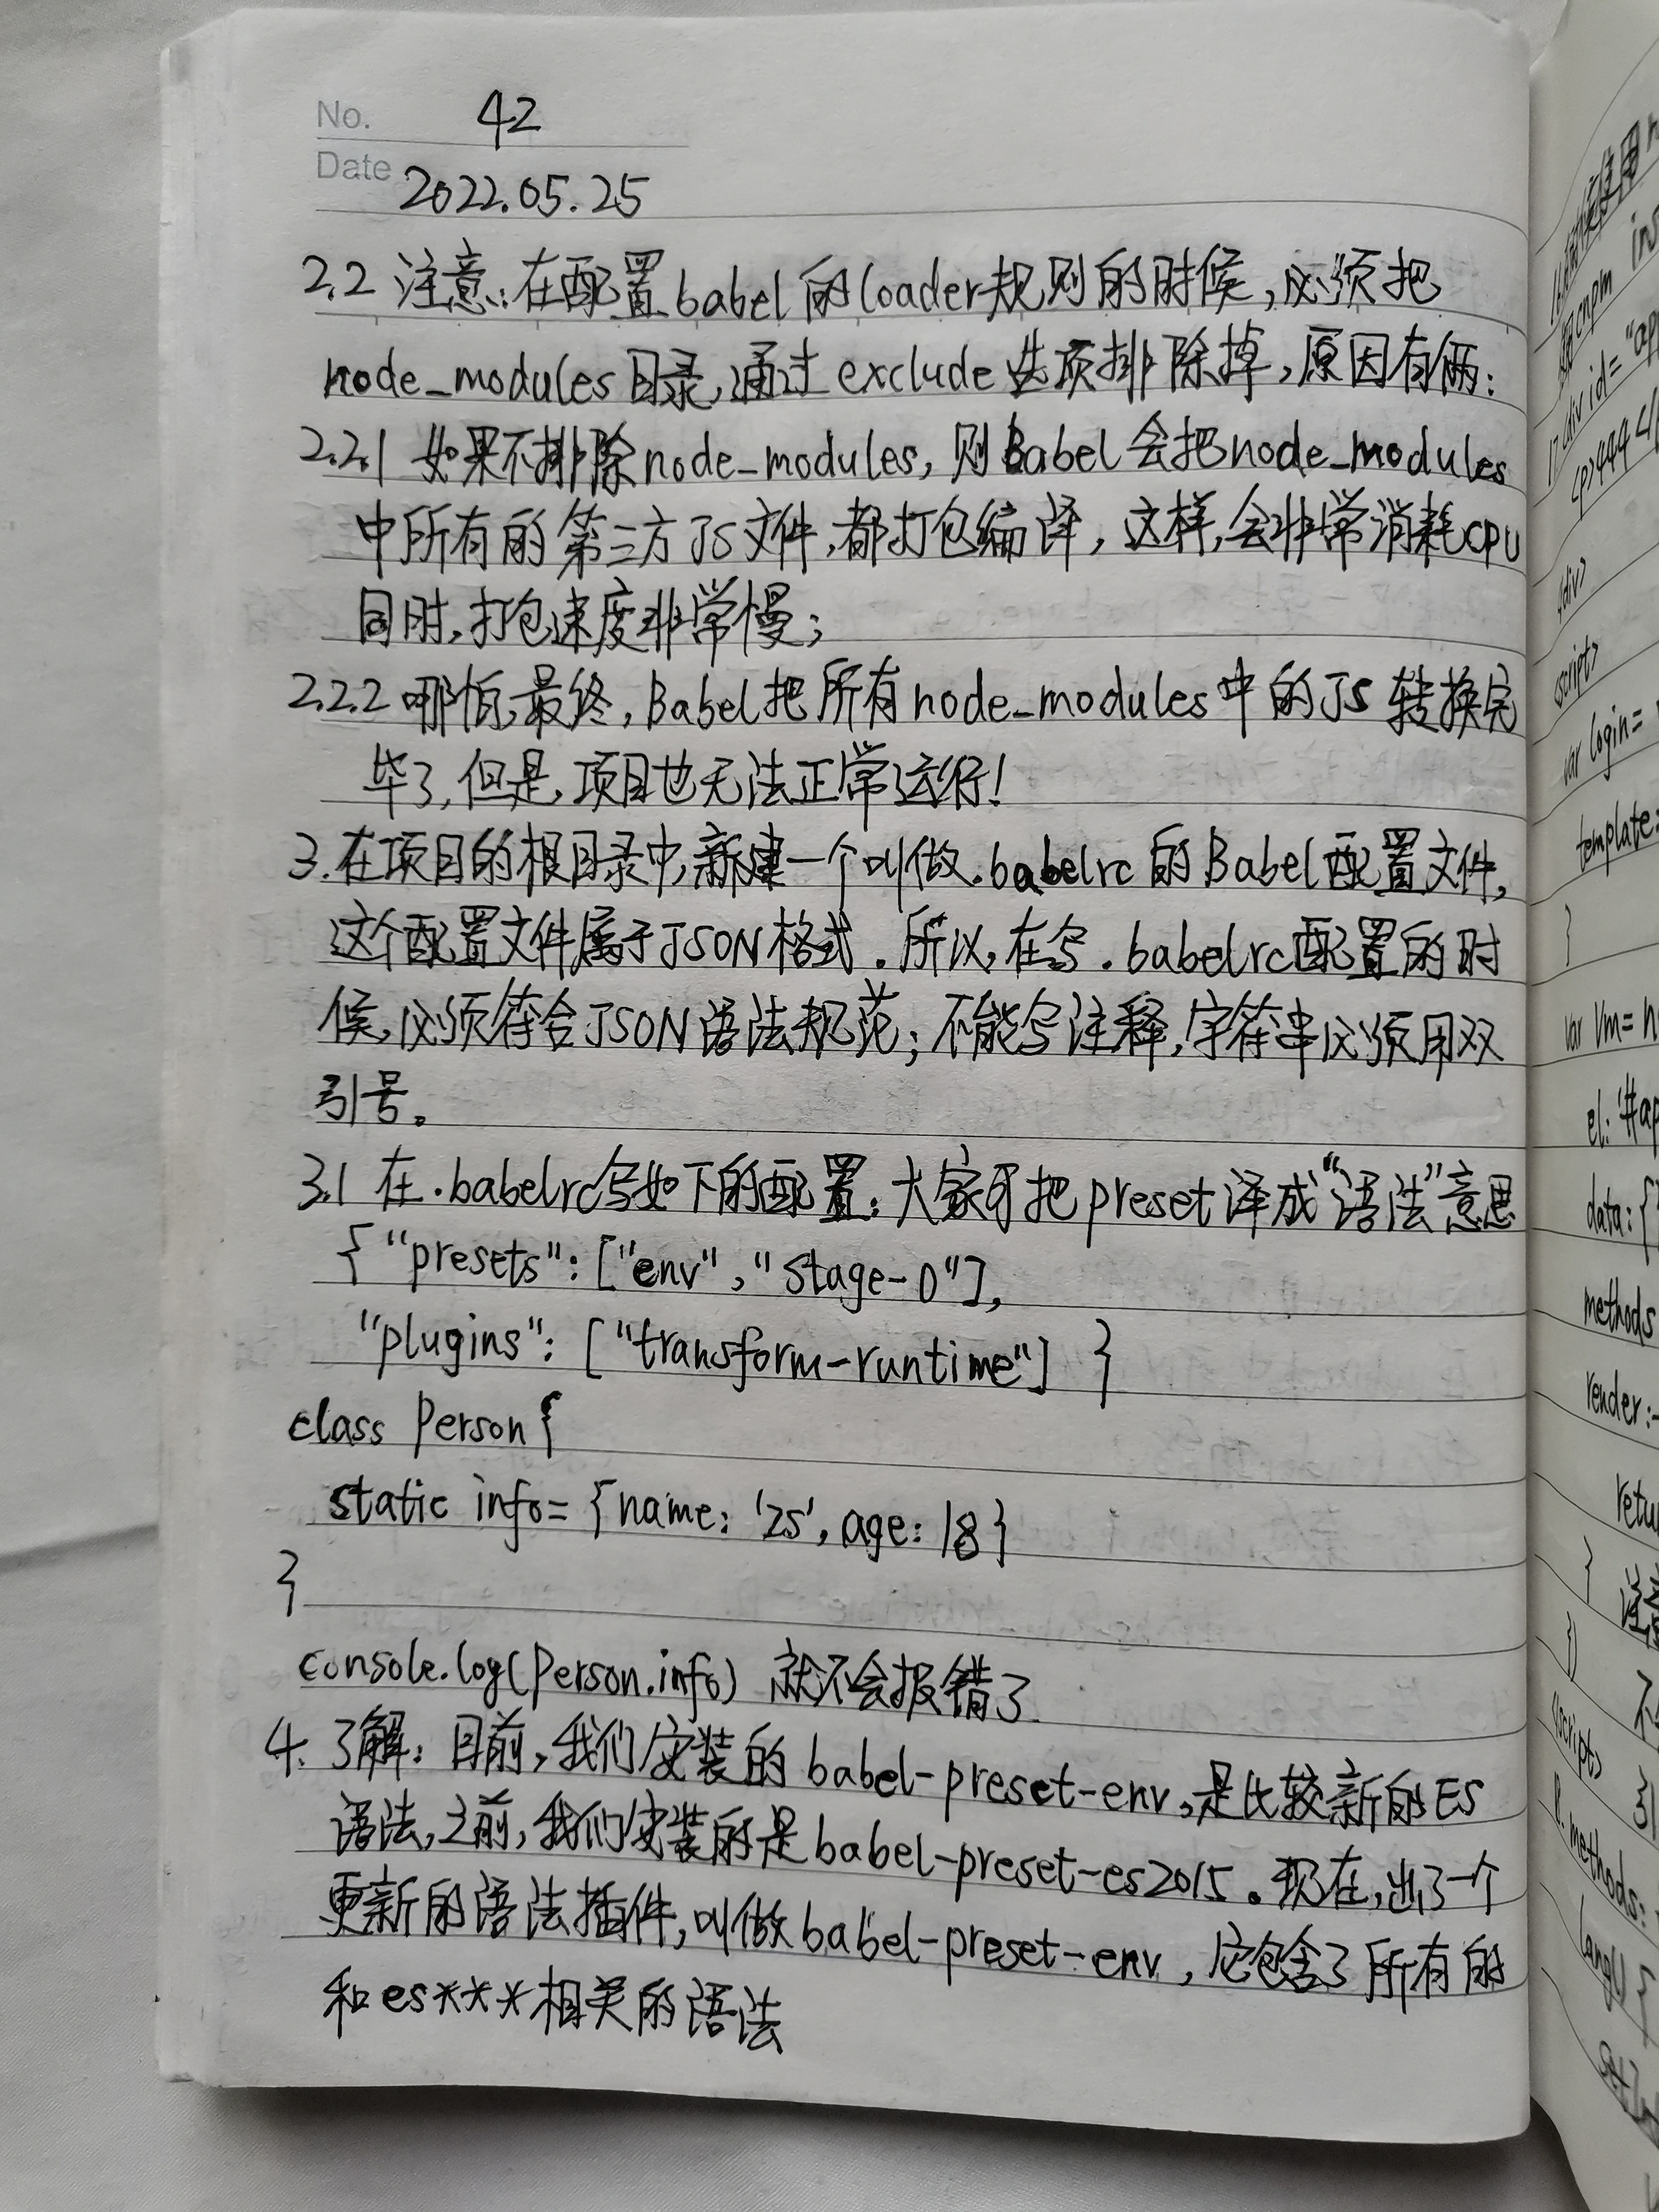 No. 42
Date 2022.05.25
2.2 注意:在配置babel的loader规则的时候,必须把
node_modules目录,通过exclude选项排除掉,原因有俩:
2.2.1 如果不排除node_modules,则Babel会把node_modules
中所有的第三方JS文件,都打包编译,这样,会非常消耗CPU
同时,打包速度非常慢;
2.2.2 哪怕,最终,Babel把所有node_modules中的JS转换完
毕了,但是,项目也无法正常运行!
3.在项目的根目录中,新建一个叫做.babelrc的Babel配置文件,
这个配置文件属于JSON格式.所以,在写.babelrc配置的时
候,必须符合JSON语法规范;不能写注释,字符串必须用双
引号。
3.1 在.babelrc写如下的配置:大家可把preset译成“语法”意思
{"presets":["env","stage-0"],
"plugins":["transform-runtime"] }
class Person{
static info={name:'zs',age:18}
}
console.log(Person.info) 就不会报错了
4. 了解:目前,我们安装的babel-preset-env,是比较新的ES
语法,之前,我们安装的是babel-preset-es2015。现在,出了一个
更新的语法插件,叫做babel-preset-env,它包含了所有的
和es***相关的语法
cnpm
<div id="app
<p>444</
<div>
<script>
var login=
template:
}
var vm=
el:'#ap
data:{
methods
render:
retu
}
})
<script>
methods: